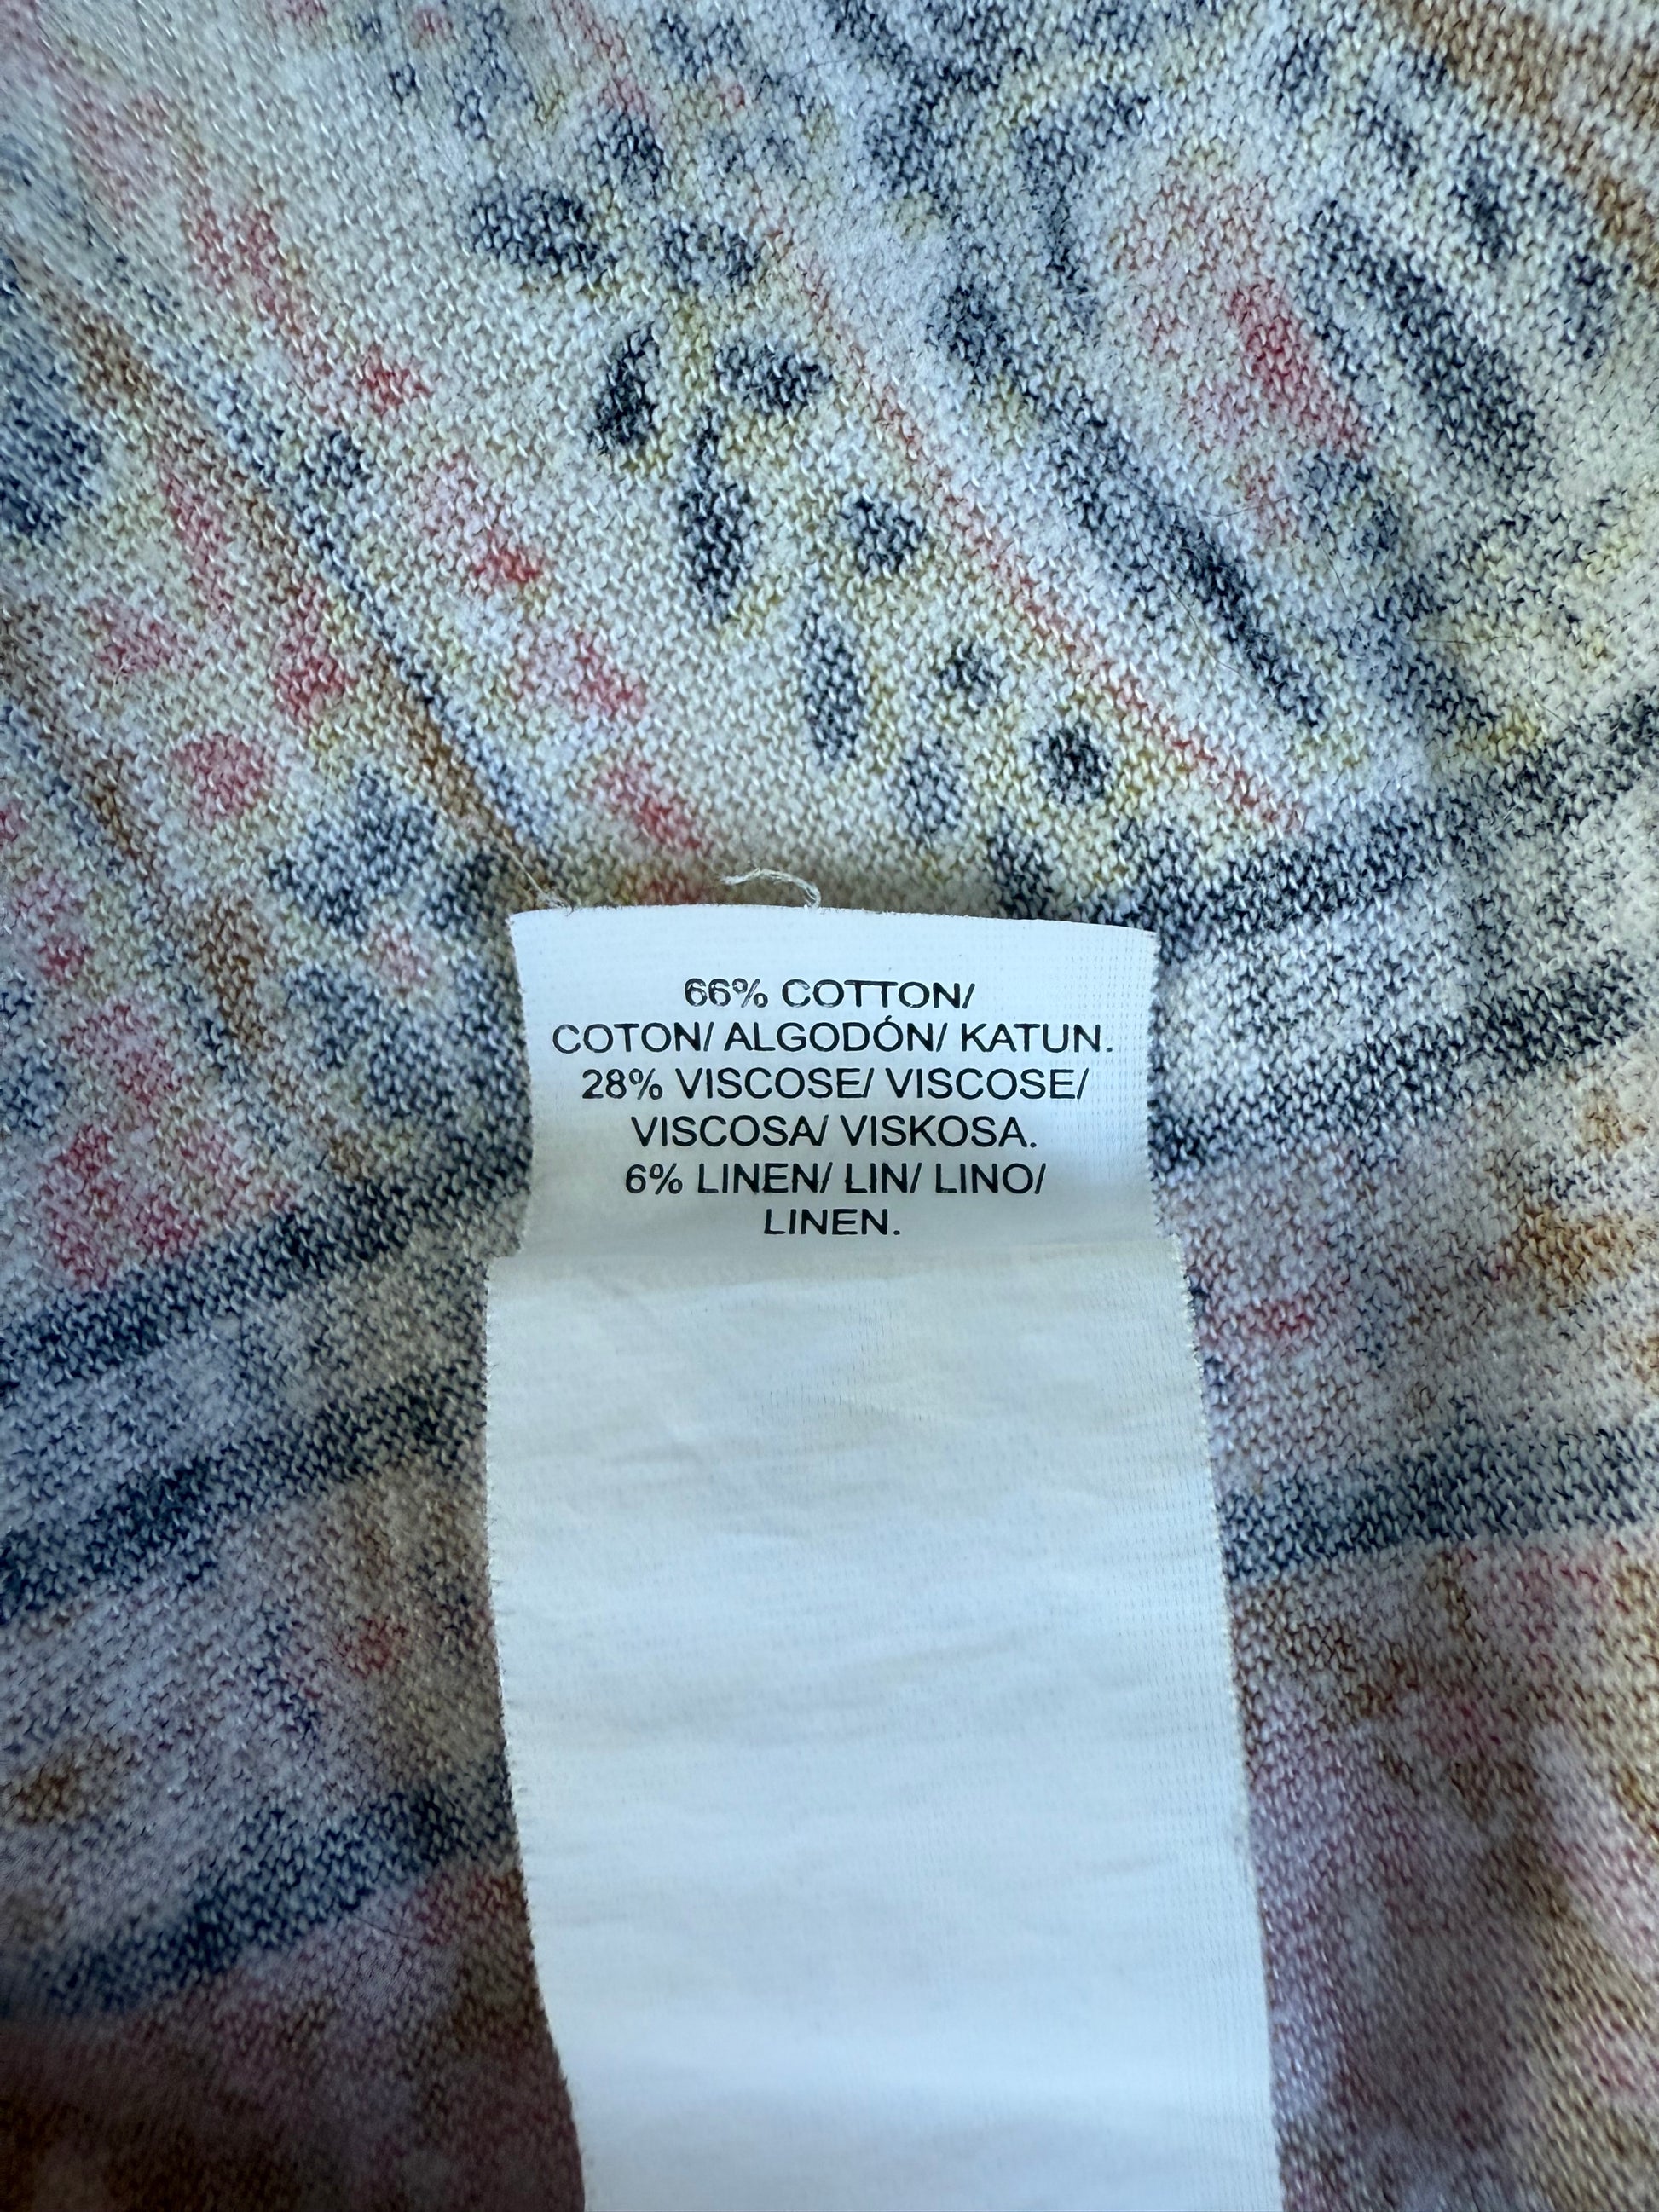 66% COTTON/
COTON/ ALGODÓN/ KATUN.
28% VISCOSE/ VISCOSE/
VISCOSA/ VISKOSA.
6% LINEN/ LIN/ LINO/
LINEN.